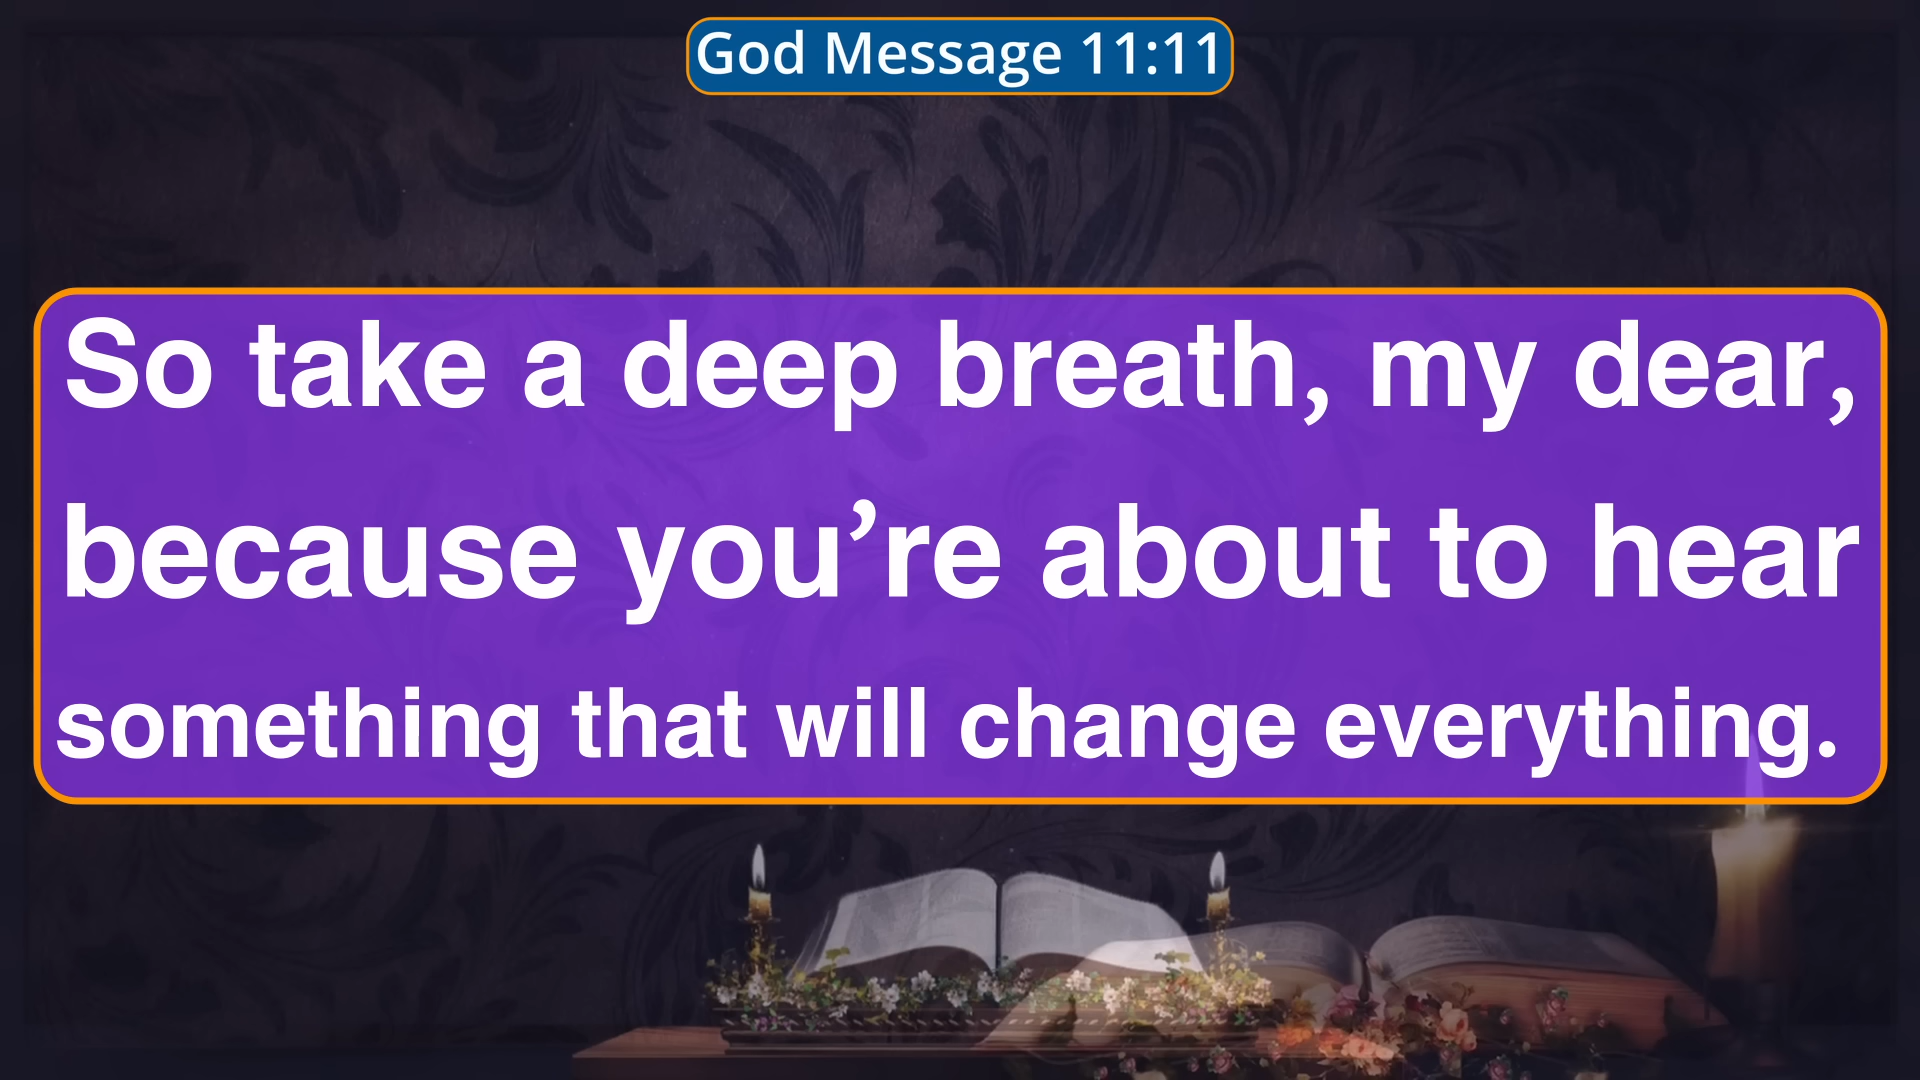 God Message 11:11
So take a deep breath, my dear,
because you’re about to hear
something that will change everything.